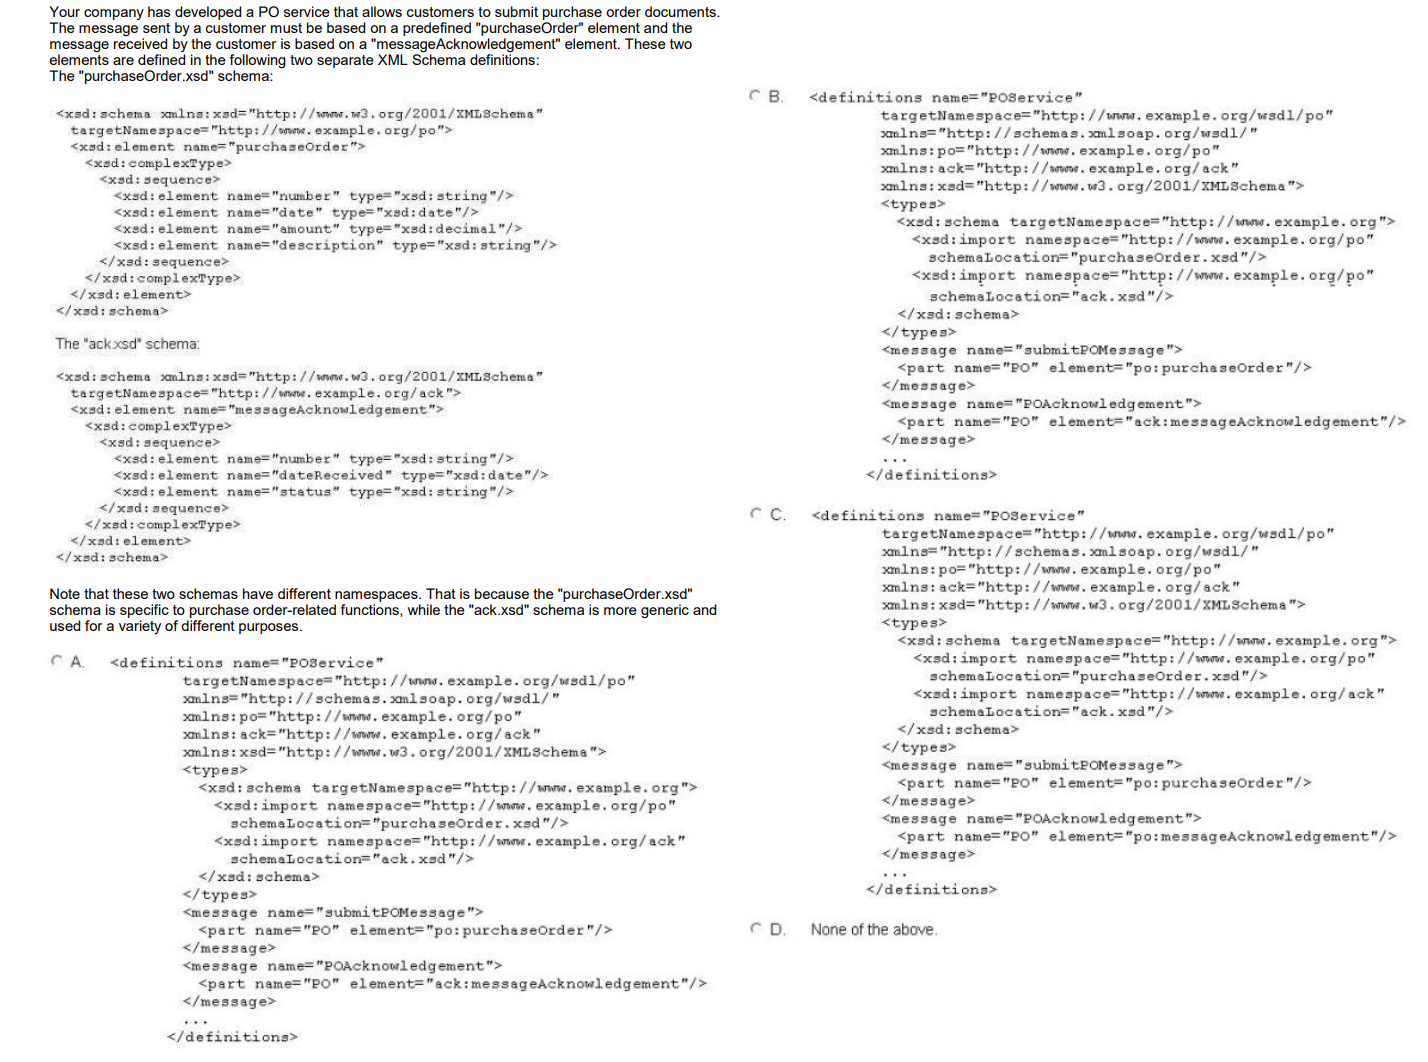 Your company has developed a PO service that allows customers to submit purchase order documents.
The message sent by a customer must be based on a predefined "purchaseOrder" element and the
message received by the customer is based on a "messageAcknowledgement" element. These two
elements are defined in the following two separate XML Schema definitions:
The "purchaseOrder.xsd" schema:
<xsd:schema xmlns:xsd="http://www.w3.org/2001/XMLSchema"
targetNamespace="http://www.example.org/po">
<xsd:element name="purchaseOrder">
<xsd:complexType>
<xsd:sequence>
<xsd:element name="number" type="xsd:string"/>
<xsd:element name="date" type="xsd:date"/>
<xsd:element name="amount" type="xsd:decimal"/>
<xsd:element name="description" type="xsd:string"/>
</xsd:sequence>
</xsd:complexType>
</xsd:element>
</xsd:schema>
The "ack.xsd" schema:
<xsd:schema xmlns:xsd="http://www.w3.org/2001/XMLSchema"
targetNamespace="http://www.example.org/ack">
<xsd:element name="messageAcknowledgement">
<xsd:complexType>
<xsd:sequence>
<xsd:element name="number" type="xsd:string"/>
<xsd:element name="dateReceived" type="xsd:date"/>
<xsd:element name="status" type="xsd:string"/>
</xsd:sequence>
</xsd:complexType>
</xsd:element>
</xsd:schema>
Note that these two schemas have different namespaces. That is because the "purchaseOrder.xsd"
schema is specific to purchase order-related functions, while the "ack.xsd" schema is more generic and
used for a variety of different purposes.
A. <definitions name="POService"
targetNamespace="http://www.example.org/wsdl/po"
xmlns="http://schemas.xmlsoap.org/wsdl/"
xmlns:po="http://www.example.org/po"
xmlns:ack="http://www.example.org/ack"
xmlns:xsd="http://www.w3.org/2001/XMLSchema">
<types>
<xsd:schema targetNamespace="http://www.example.org">
<xsd:import namespace="http://www.example.org/po"
schemaLocation="purchaseOrder.xsd"/>
<xsd:import namespace="http://www.example.org/ack"
schemaLocation="ack.xsd"/>
</xsd:schema>
</types>
<message name="submitPOMessage">
<part name="PO" element="po:purchaseOrder"/>
</message>
<message name="POAcknowledgement">
<part name="PO" element="ack:messageAcknowledgement"/>
</message>
...
</definitions>
B. <definitions name="POService"
targetNamespace="http://www.example.org/wsdl/po"
xmlns="http://schemas.xmlsoap.org/wsdl/"
xmlns:po="http://www.example.org/po"
xmlns:ack="http://www.example.org/ack"
xmlns:xsd="http://www.w3.org/2001/XMLSchema">
<types>
<xsd:schema targetNamespace="http://www.example.org">
<xsd:import namespace="http://www.example.org/po"
schemaLocation="purchaseOrder.xsd"/>
<xsd:import namespace="http://www.example.org/po"
schemaLocation="ack.xsd"/>
</xsd:schema>
</types>
<message name="submitPOMessage">
<part name="PO" element="po:purchaseOrder"/>
</message>
<message name="POAcknowledgement">
<part name="PO" element="ack:messageAcknowledgement"/>
</message>
...
</definitions>
C. <definitions name="POService"
targetNamespace="http://www.example.org/wsdl/po"
xmlns="http://schemas.xmlsoap.org/wsdl/"
xmlns:po="http://www.example.org/po"
xmlns:ack="http://www.example.org/ack"
xmlns:xsd="http://www.w3.org/2001/XMLSchema">
<types>
<xsd:schema targetNamespace="http://www.example.org">
<xsd:import namespace="http://www.example.org/po"
schemaLocation="purchaseOrder.xsd"/>
<xsd:import namespace="http://www.example.org/ack"
schemaLocation="ack.xsd"/>
</xsd:schema>
</types>
<message name="submitPOMessage">
<part name="PO" element="po:purchaseOrder"/>
</message>
<message name="POAcknowledgement">
<part name="PO" element="po:messageAcknowledgement"/>
</message>
...
</definitions>
D. None of the above.